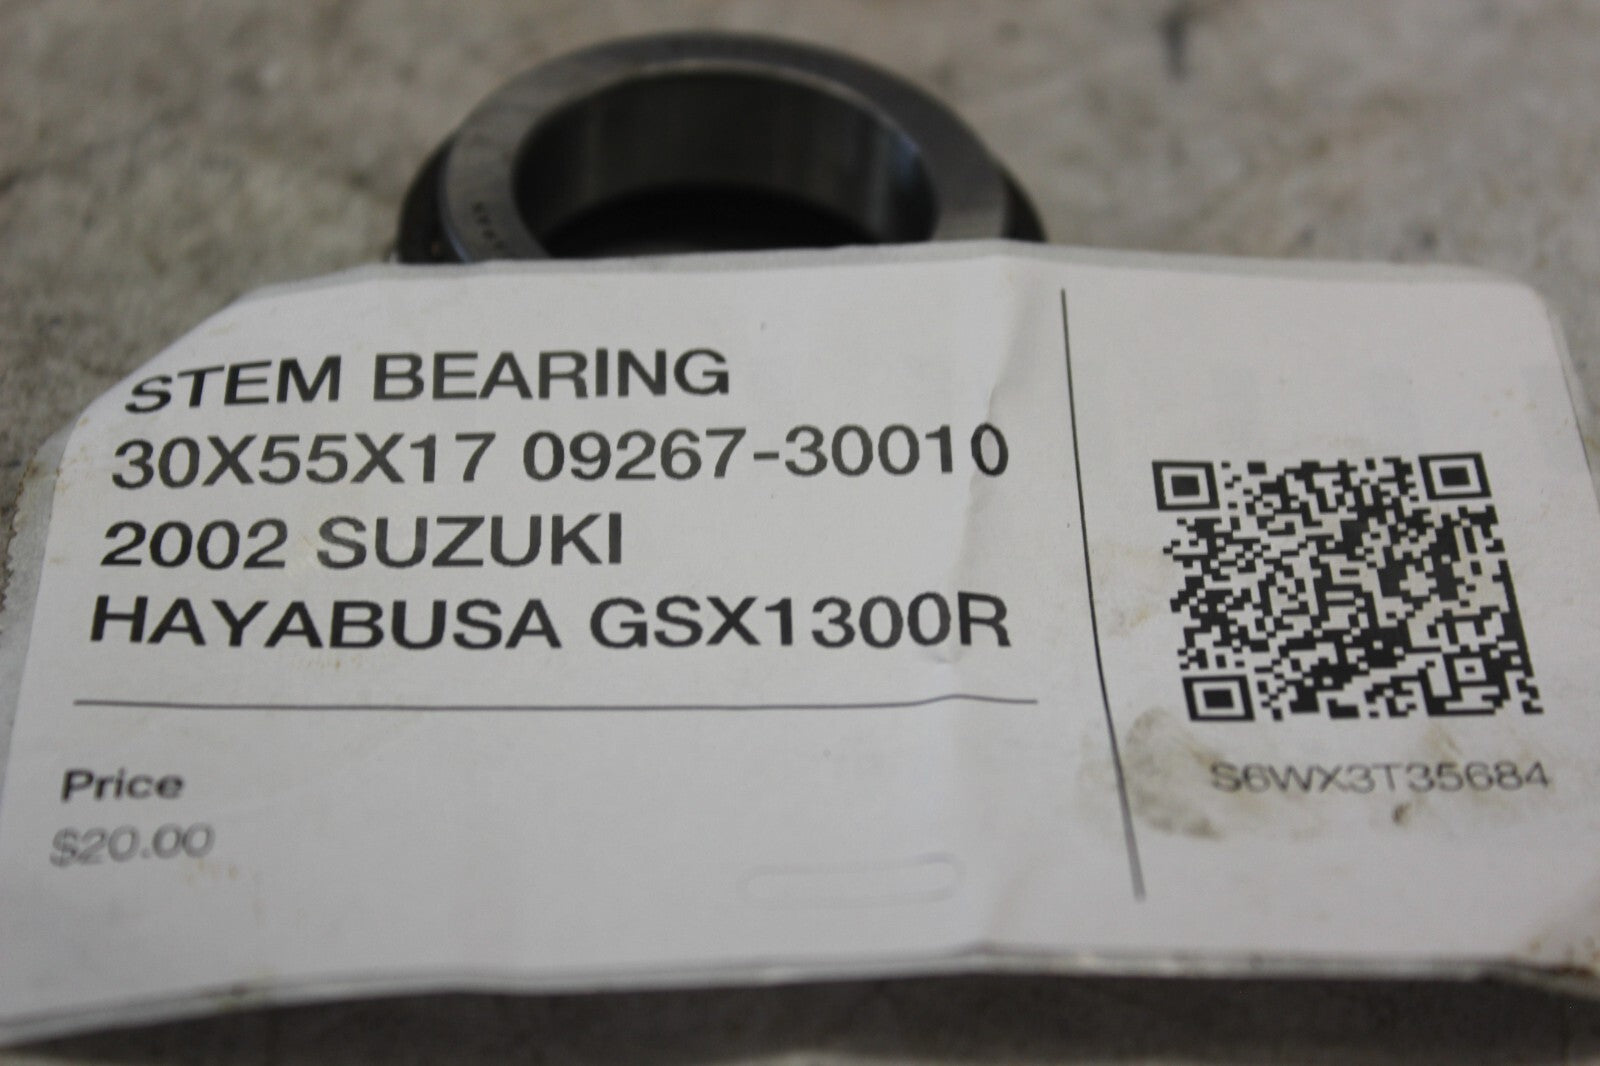 STEM BEARING
30X55X17 09267-30010
2002 SUZUKI
HAYABUSA GSX1300R
Price
$20.00
S6WX3T35684